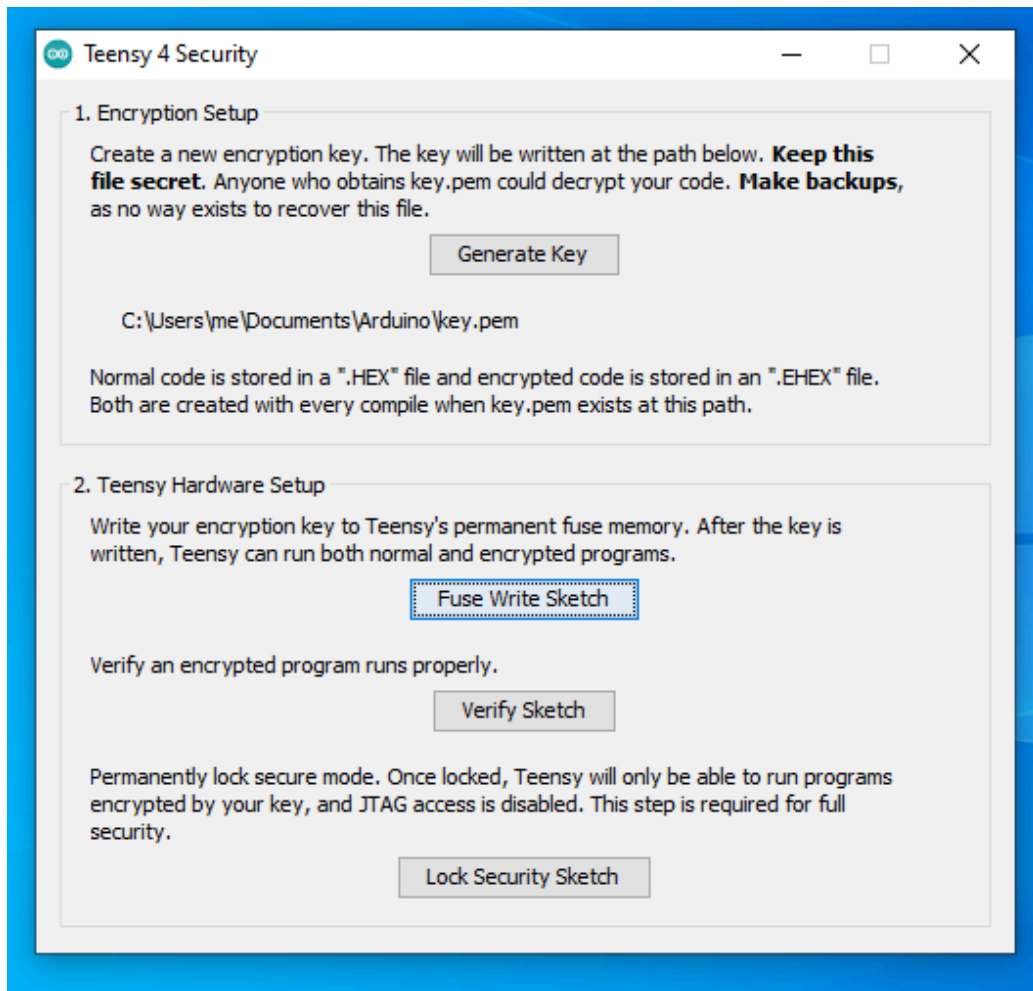 Teensy 4 Security
1. Encryption Setup
Create a new encryption key. The key will be written at the path below. Keep this
file secret. Anyone who obtains key.pem could decrypt your code. Make backups,
as no way exists to recover this file.
Generate Key
C:\Users\me\Documents\Arduino\key.pem
Normal code is stored in a ".HEX" file and encrypted code is stored in an ".EHEX" file.
Both are created with every compile when key.pem exists at this path.
2. Teensy Hardware Setup
Write your encryption key to Teensy's permanent fuse memory. After the key is
written, Teensy can run both normal and encrypted programs.
Fuse Write Sketch
Verify an encrypted program runs properly.
Verify Sketch
Permanently lock secure mode. Once locked, Teensy will only be able to run programs
encrypted by your key, and JTAG access is disabled. This step is required for full
security.
Lock Security Sketch